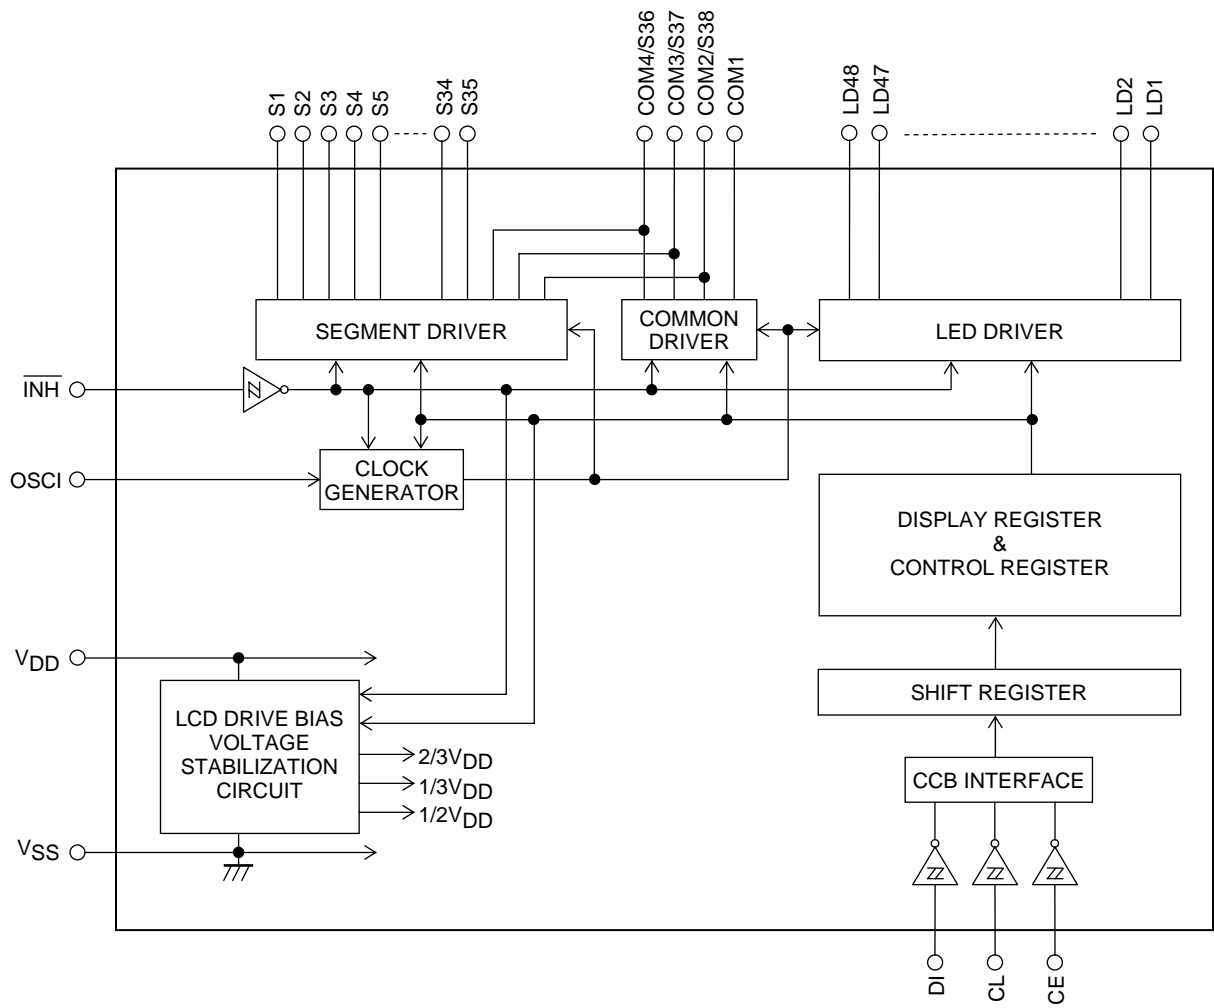 S1
S2
S3
S4
S5
S34
S35
COM4/S36
COM3/S37
COM2/S38
COM1
LD48
LD47
LD2
LD1
SEGMENT DRIVER
COMMON
DRIVER
LED DRIVER
INH
OSCI
CLOCK
GENERATOR
DISPLAY REGISTER
&
CONTROL REGISTER
VDD
SHIFT REGISTER
LCD DRIVE BIAS
VOLTAGE
STABILIZATION
CIRCUIT
2/3VDD
1/3VDD
1/2VDD
CCB INTERFACE
VSS
DI
CL
CE